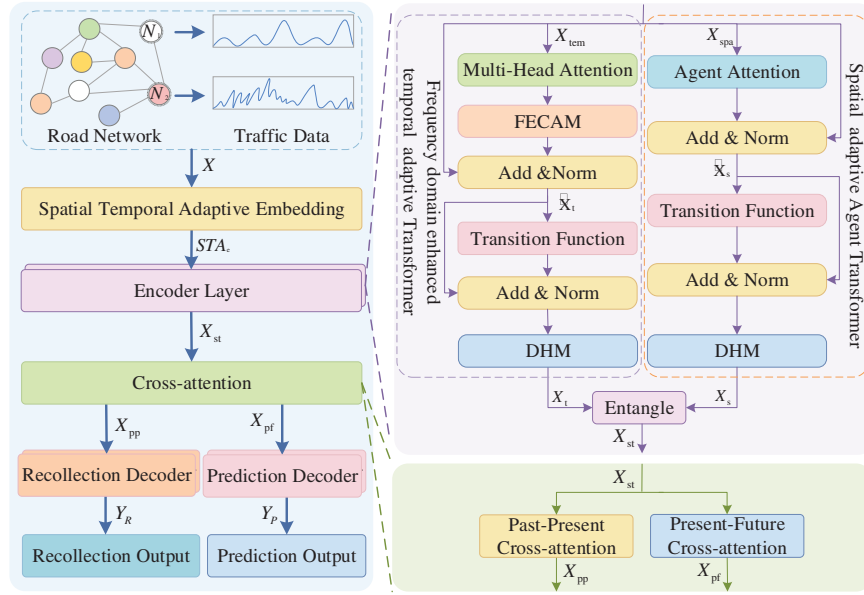 N₁
N₂
Road Network
Traffic Data
X
Spatial Temporal Adaptive Embedding
STAₑ
Encoder Layer
X_st
Cross-attention
X_pp
X_pf
Recollection Decoder
Prediction Decoder
Y_R
Y_P
Recollection Output
Prediction Output
Frequency domain enhanced
temporal adaptive Transformer
X_tem
Multi-Head Attention
FECAM
Add &Norm
X_t
Transition Function
Add & Norm
DHM
X_t
X_spa
Agent Attention
Add & Norm
X_s
Transition Function
Add & Norm
DHM
X_s
Spatial adaptive Agent Transformer
Entangle
X_st
X_st
Past-Present
Cross-attention
Present-Future
Cross-attention
X_pp
X_pf